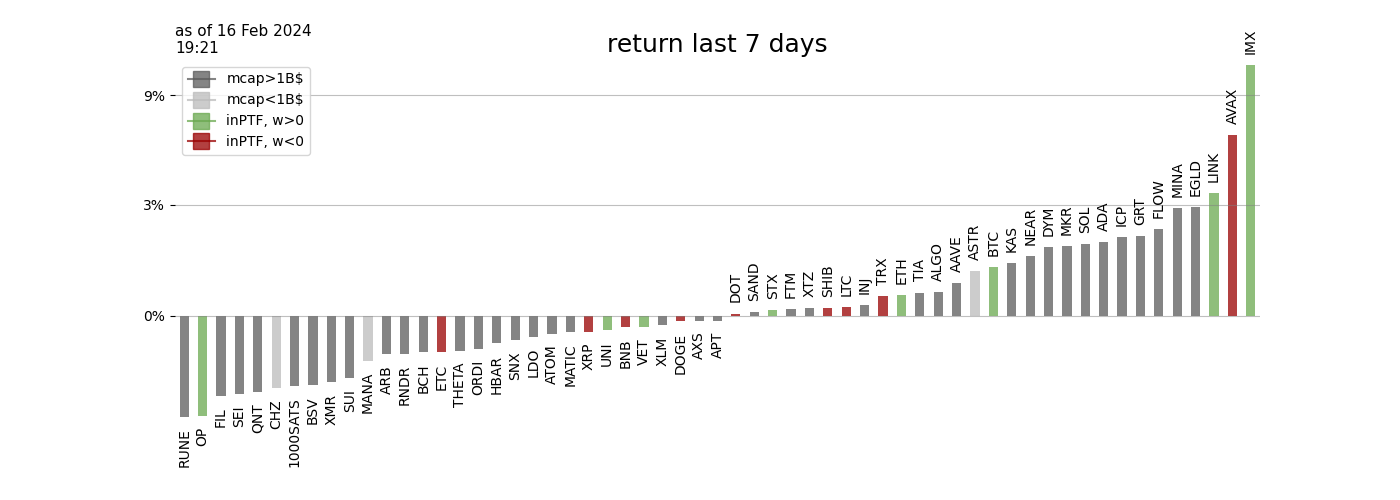 as of 16 Feb 2024
19:21
return last 7 days
mcap>1B$
mcap<1B$
inPTF, w>0
inPTF, w<0
9%
3%
0%
RUNE
OP
FIL
SEI
QNT
CHZ
1000SATS
BSV
XMR
SUI
MANA
ARB
RNDR
BCH
ETC
THETA
ORDI
HBAR
SNX
LDO
ATOM
MATIC
XRP
UNI
BNB
VET
XLM
DOGE
AXS
APT
DOT
SAND
STX
FTM
XTZ
SHIB
LTC
INJ
TRX
ETH
TIA
ALGO
AAVE
ASTR
BTC
KAS
NEAR
DYM
MKR
SOL
ADA
ICP
GRT
FLOW
MINA
EGLD
LINK
AVAX
IMX